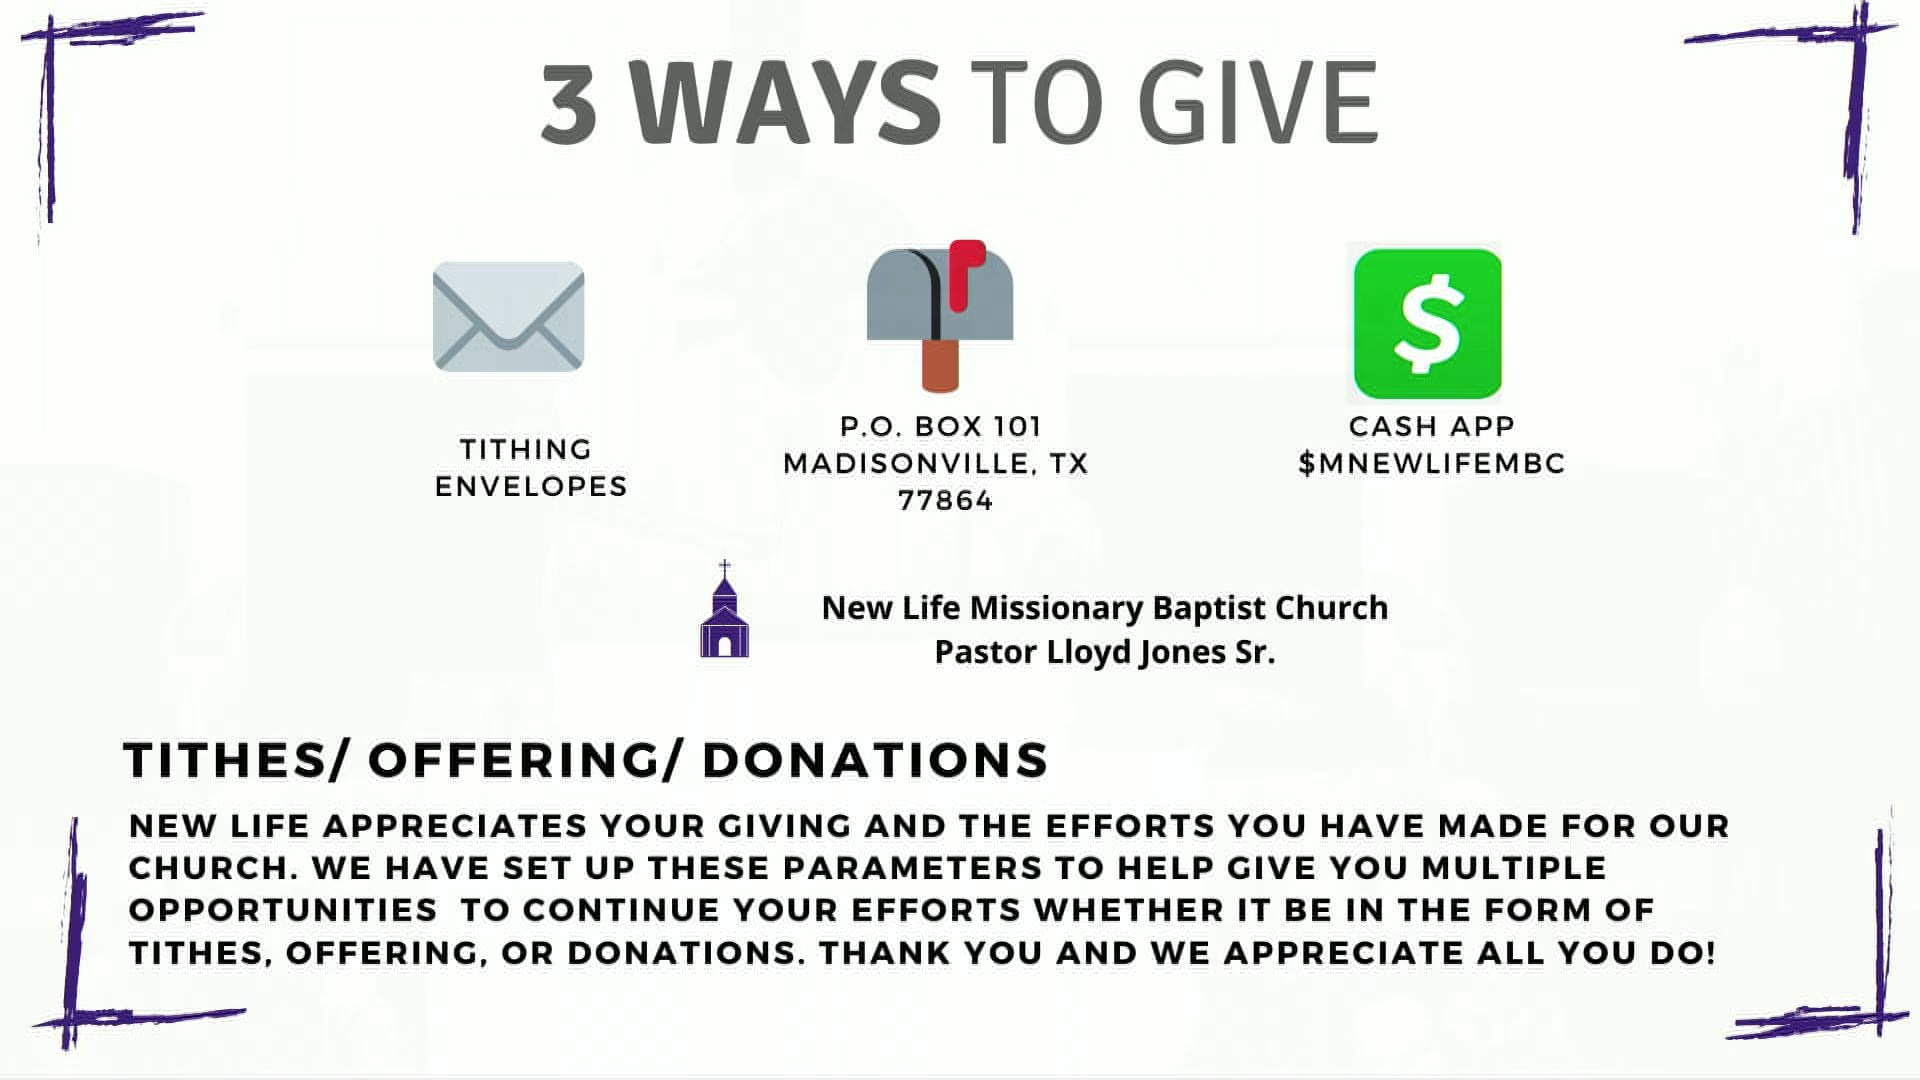 3 WAYS TO GIVE
TITHING
ENVELOPES
P.O. BOX 101
MADISONVILLE, TX
77864
CASH APP
$MNEWLIFEMBC
New Life Missionary Baptist Church
Pastor Lloyd Jones Sr.
TITHES/ OFFERING/ DONATIONS
NEW LIFE APPRECIATES YOUR GIVING AND THE EFFORTS YOU HAVE MADE FOR OUR
CHURCH. WE HAVE SET UP THESE PARAMETERS TO HELP GIVE YOU MULTIPLE
OPPORTUNITIES  TO CONTINUE YOUR EFFORTS WHETHER IT BE IN THE FORM OF
TITHES, OFFERING, OR DONATIONS. THANK YOU AND WE APPRECIATE ALL YOU DO!